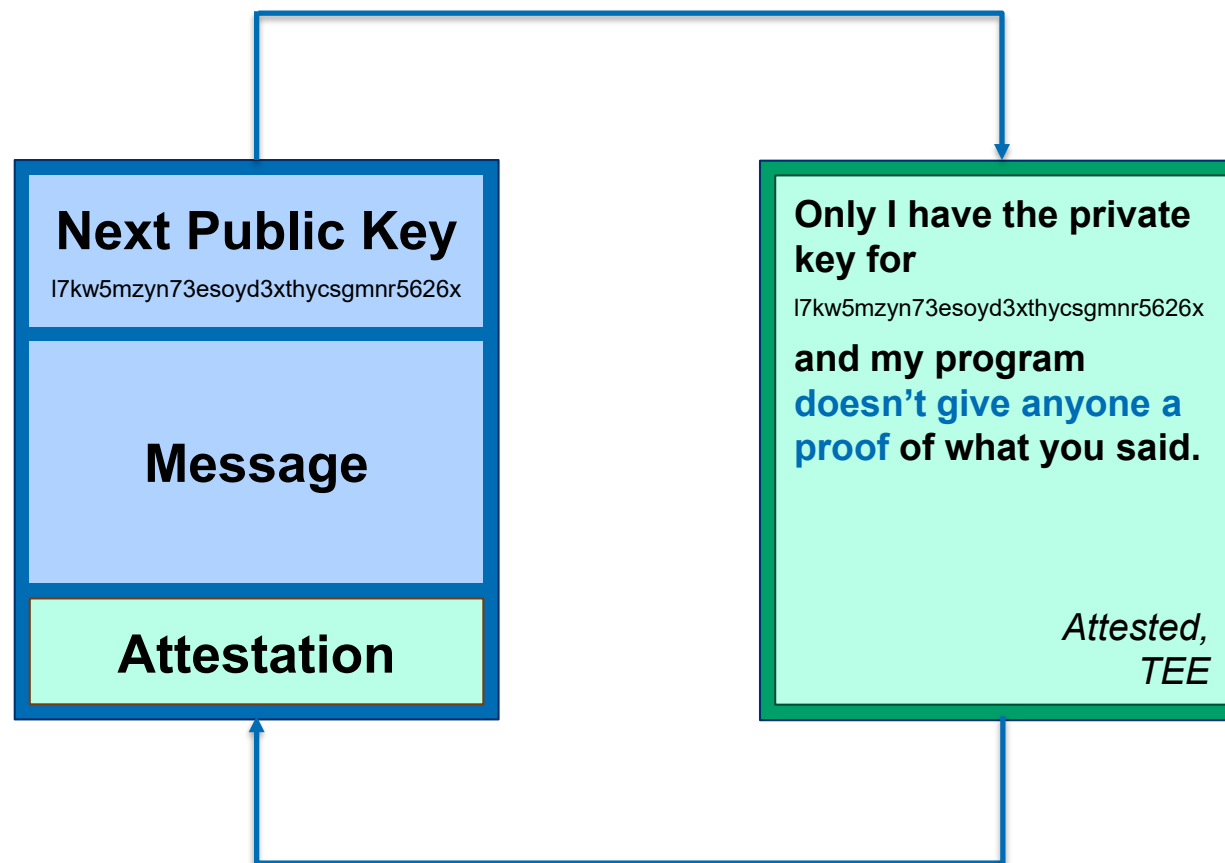 Next Public Key
l7kw5mzyn73esoyd3xthycsgmnr5626x
Message
Attestation
Only I have the private
key for
l7kw5mzyn73esoyd3xthycsgmnr5626x
and my program
doesn’t give anyone a
proof of what you said.
Attested,
TEE